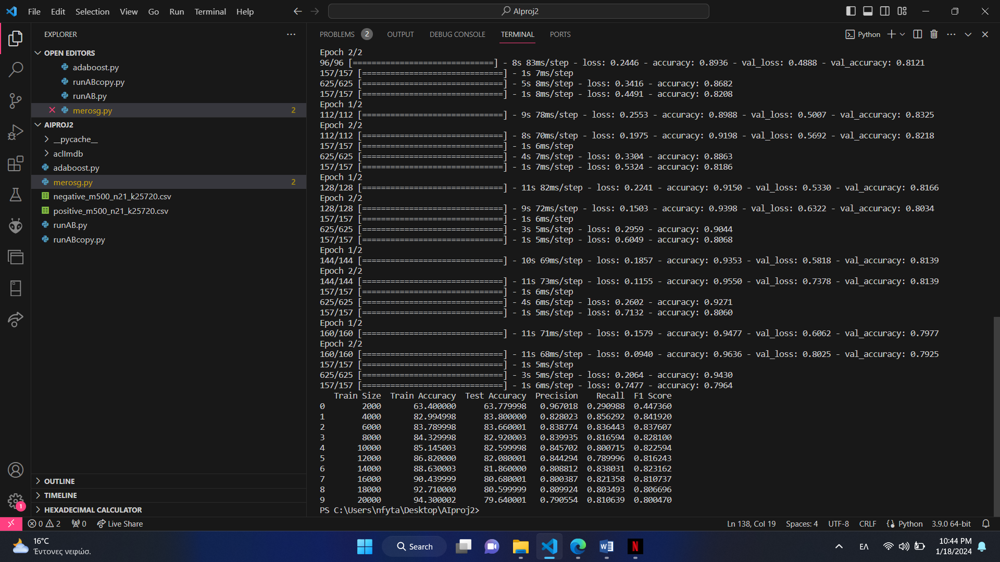 File Edit Selection View Go Run Terminal Help
AIproj2
EXPLORER
OPEN EDITORS
adaboost.py
runABcopy.py
runAB.py
merosg.py 2
AIPROJ2
__pycache__
aclImdb
adaboost.py
merosg.py 2
negative_m500_n21_k25720.csv
positive_m500_n21_k25720.csv
runAB.py
runABcopy.py
OUTLINE
TIMELINE
HEXADECIMAL CALCULATOR
1
PROBLEMS 2 OUTPUT DEBUG CONSOLE TERMINAL PORTS
Python
Epoch 2/2
96/96 [==============================] - 8s 83ms/step - loss: 0.2446 - accuracy: 0.8936 - val_loss: 0.4888 - val_accuracy: 0.8121
157/157 [==============================] - 1s 7ms/step
625/625 [==============================] - 5s 8ms/step - loss: 0.3416 - accuracy: 0.8682
157/157 [==============================] - 1s 8ms/step - loss: 0.4491 - accuracy: 0.8208
Epoch 1/2
112/112 [==============================] - 9s 78ms/step - loss: 0.2553 - accuracy: 0.8988 - val_loss: 0.5007 - val_accuracy: 0.8325
Epoch 2/2
112/112 [==============================] - 8s 70ms/step - loss: 0.1975 - accuracy: 0.9198 - val_loss: 0.5692 - val_accuracy: 0.8218
157/157 [==============================] - 1s 6ms/step
625/625 [==============================] - 4s 7ms/step - loss: 0.3304 - accuracy: 0.8863
157/157 [==============================] - 1s 7ms/step - loss: 0.5324 - accuracy: 0.8186
Epoch 1/2
128/128 [==============================] - 11s 82ms/step - loss: 0.2241 - accuracy: 0.9150 - val_loss: 0.5330 - val_accuracy: 0.8166
Epoch 2/2
128/128 [==============================] - 9s 72ms/step - loss: 0.1503 - accuracy: 0.9398 - val_loss: 0.6322 - val_accuracy: 0.8034
157/157 [==============================] - 1s 6ms/step
625/625 [==============================] - 3s 5ms/step - loss: 0.2959 - accuracy: 0.9044
157/157 [==============================] - 1s 5ms/step - loss: 0.6049 - accuracy: 0.8068
Epoch 1/2
144/144 [==============================] - 10s 69ms/step - loss: 0.1857 - accuracy: 0.9353 - val_loss: 0.5818 - val_accuracy: 0.8139
Epoch 2/2
144/144 [==============================] - 11s 73ms/step - loss: 0.1155 - accuracy: 0.9550 - val_loss: 0.7378 - val_accuracy: 0.8139
157/157 [==============================] - 1s 6ms/step
625/625 [==============================] - 4s 6ms/step - loss: 0.2602 - accuracy: 0.9271
157/157 [==============================] - 1s 5ms/step - loss: 0.7132 - accuracy: 0.8060
Epoch 1/2
160/160 [==============================] - 11s 71ms/step - loss: 0.1579 - accuracy: 0.9477 - val_loss: 0.6062 - val_accuracy: 0.7977
Epoch 2/2
160/160 [==============================] - 11s 68ms/step - loss: 0.0940 - accuracy: 0.9636 - val_loss: 0.8025 - val_accuracy: 0.7925
157/157 [==============================] - 1s 5ms/step
625/625 [==============================] - 3s 5ms/step - loss: 0.2064 - accuracy: 0.9430
157/157 [==============================] - 1s 6ms/step - loss: 0.7477 - accuracy: 0.7964
Train Size Train Accuracy Test Accuracy Precision Recall F1 Score
0 2000 63.400000 63.779998 0.967018 0.290988 0.447360
1 4000 82.994998 83.800000 0.828023 0.856292 0.841920
2 6000 83.789998 83.660001 0.838774 0.836443 0.837607
3 8000 84.329998 82.920003 0.839935 0.816594 0.828100
4 10000 85.145003 82.599998 0.845702 0.800715 0.822594
5 12000 86.820000 82.080001 0.844294 0.789996 0.816243
6 14000 88.630003 81.860000 0.808812 0.838031 0.823162
7 16000 90.439999 80.680001 0.800387 0.821358 0.810737
8 18000 92.710000 80.599999 0.809924 0.803493 0.806696
9 20000 94.300002 79.640001 0.790554 0.810639 0.800470
PS C:\Users\nfyta\Desktop\AIproj2>
0 2 0 Live Share
Ln 138, Col 19 Spaces: 4 UTF-8 CRLF Python 3.9.0 64-bit
16°C
Έντονες νεφώσ.
Search
W
N
ΕΛ
10:44 PM
1/18/2024